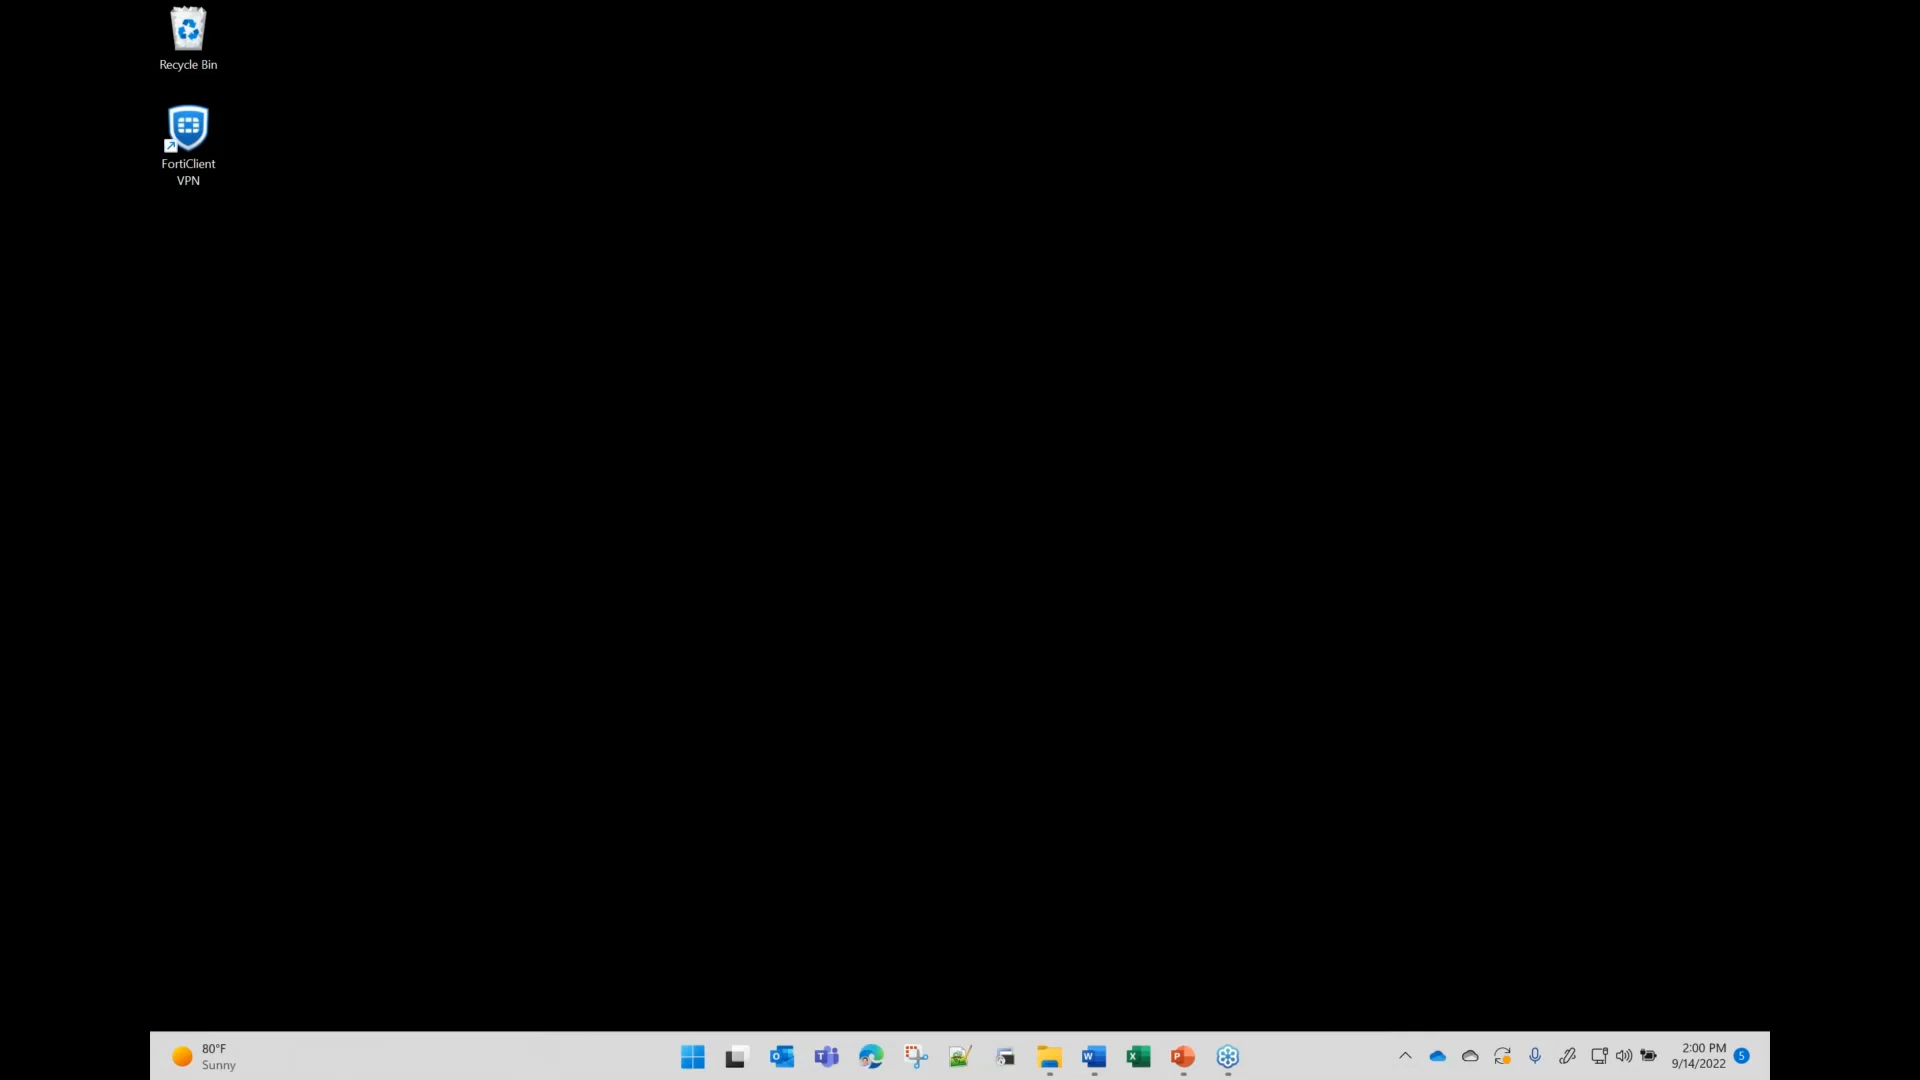 Recycle Bin
FortiClient
VPN
80°F
Sunny
2:00 PM
9/14/2022
5